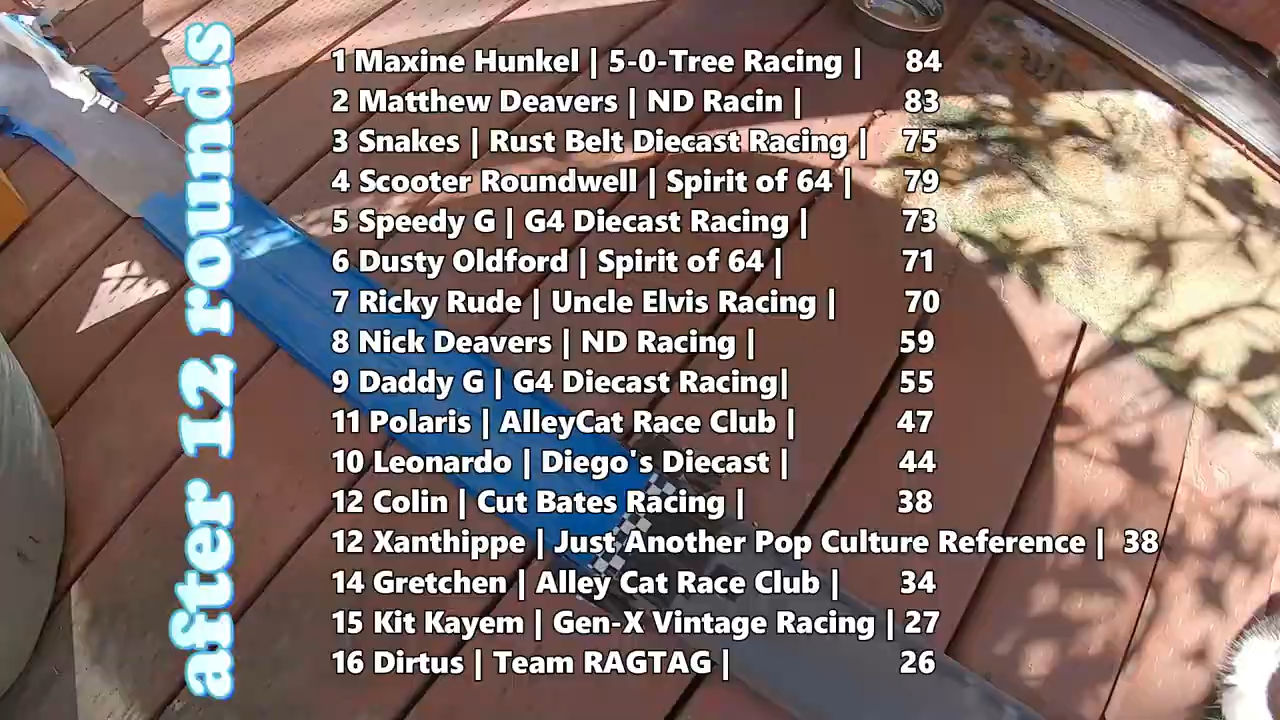 after 12 rounds
1 Maxine Hunkel | 5-0-Tree Racing | 84
2 Matthew Deavers | ND Racin | 83
3 Snakes | Rust Belt Diecast Racing | 75
4 Scooter Roundwell | Spirit of 64 | 79
5 Speedy G | G4 Diecast Racing | 73
6 Dusty Oldford | Spirit of 64 | 71
7 Ricky Rude | Uncle Elvis Racing | 70
8 Nick Deavers | ND Racing | 59
9 Daddy G | G4 Diecast Racing| 55
11 Polaris | AlleyCat Race Club | 47
10 Leonardo | Diego's Diecast | 44
12 Colin | Cut Bates Racing | 38
12 Xanthippe | Just Another Pop Culture Reference | 38
14 Gretchen | Alley Cat Race Club | 34
15 Kit Kayem | Gen-X Vintage Racing | 27
16 Dirtus | Team RAGTAG | 26